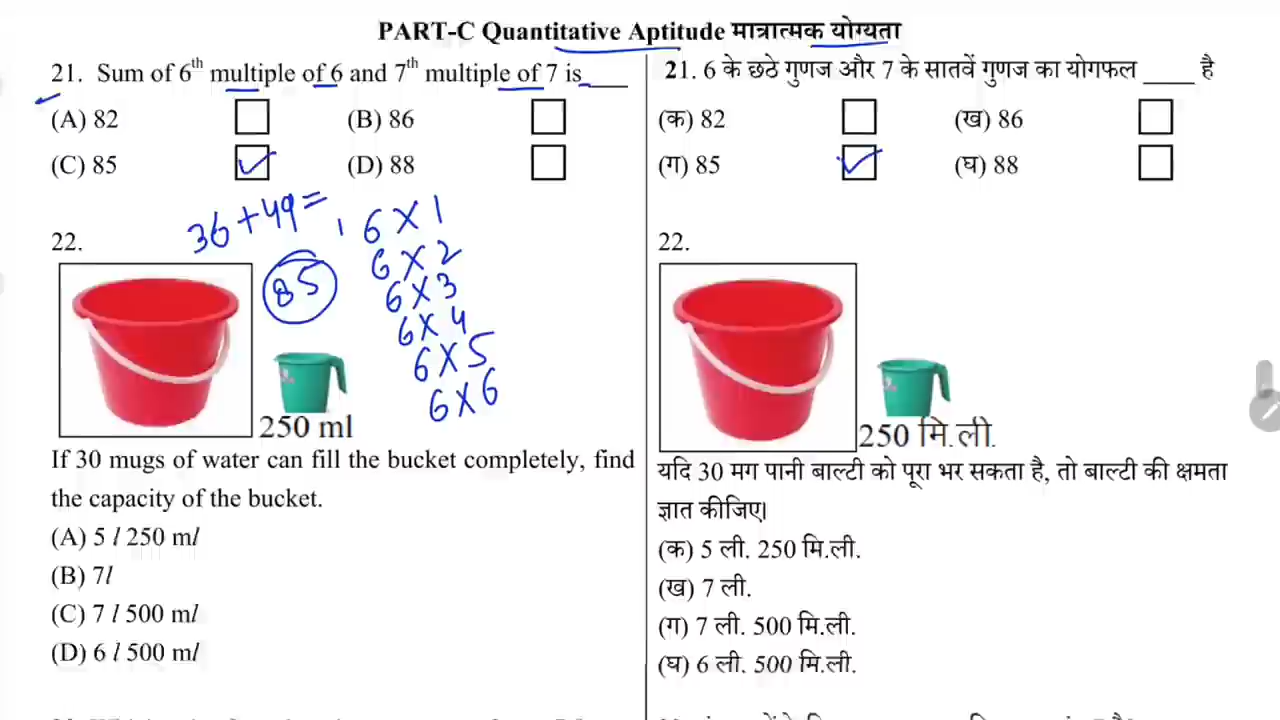 PART-C Quantitative Aptitude मात्रात्मक योग्यता
21. Sum of 6th multiple of 6 and 7th multiple of 7 is____
(A) 82 (B) 86
(C) 85 (D) 88
36 + 49 =
85
6 X 1
6 X 2
6 X 3
6 X 4
6 X 5
6 X 6
22.
250 ml
If 30 mugs of water can fill the bucket completely, find
the capacity of the bucket.
(A) 5 l 250 ml
(B) 7l
(C) 7 l 500 ml
(D) 6 l 500 ml
21. 6 के छठे गुणज और 7 के सातवें गुणज का योगफल ____ है
(क) 82 (ख) 86
(ग) 85 (घ) 88
22.
250 मि.ली.
यदि 30 मग पानी बाल्टी को पूरा भर सकता है, तो बाल्टी की क्षमता
ज्ञात कीजिए।
(क) 5 ली. 250 मि.ली.
(ख) 7 ली.
(ग) 7 ली. 500 मि.ली.
(घ) 6 ली. 500 मि.ली.